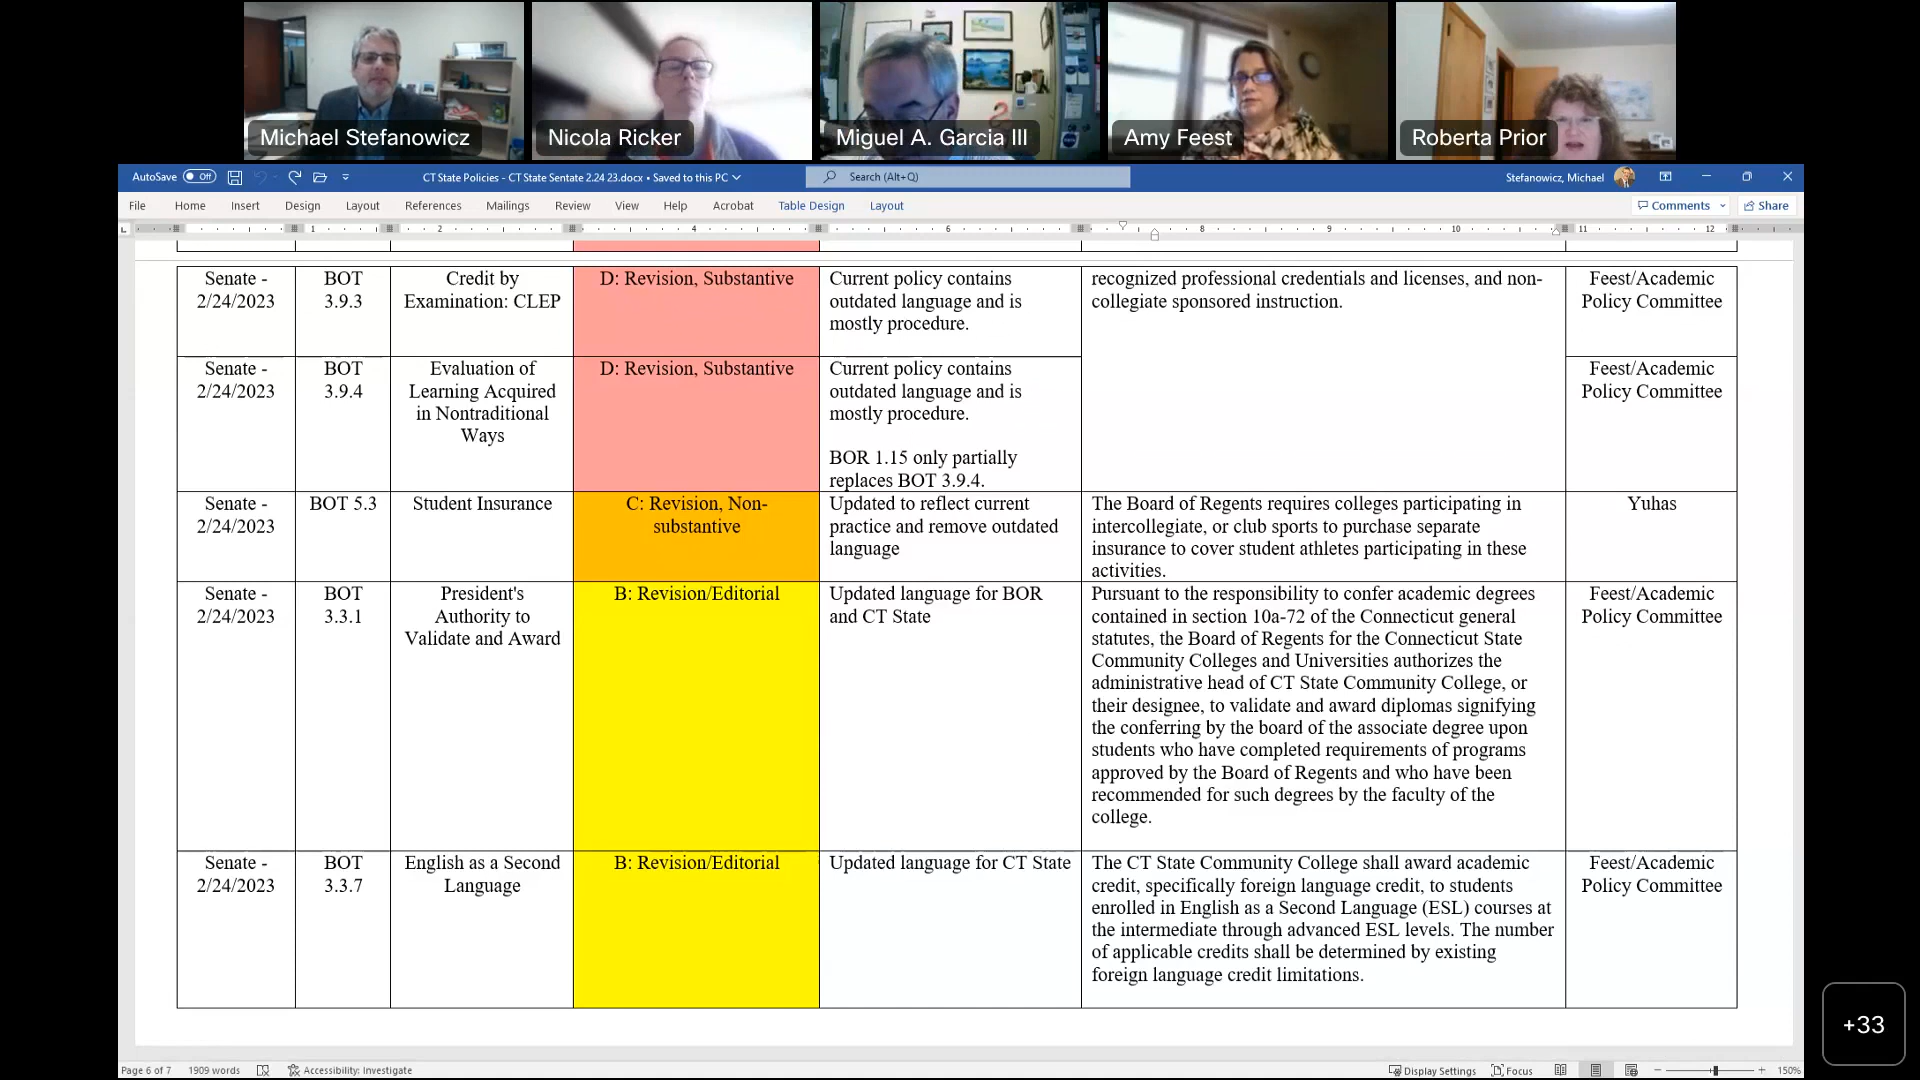 Michael Stefanowicz
Nicola Ricker
Miguel A. Garcia III
Amy Feest
Roberta Prior
AutoSave Off
CT State Policies - CT State Sentate 2.24 23.docx • Saved to this PC
Search (Alt+Q)
Stefanowicz, Michael
File Home Insert Design Layout References Mailings Review View Help Acrobat Table Design Layout
Comments Share
1 2 4 6 8 9 10 11 12
Senate -
2/24/2023
BOT
3.9.3
Credit by
Examination: CLEP
D: Revision, Substantive
Current policy contains
outdated language and is
mostly procedure.
recognized professional credentials and licenses, and non-
collegiate sponsored instruction.
Feest/Academic
Policy Committee
Senate -
2/24/2023
BOT
3.9.4
Evaluation of
Learning Acquired
in Nontraditional
Ways
D: Revision, Substantive
Current policy contains
outdated language and is
mostly procedure.
BOR 1.15 only partially
replaces BOT 3.9.4.
Feest/Academic
Policy Committee
Senate -
2/24/2023
BOT 5.3
Student Insurance
C: Revision, Non-
substantive
Updated to reflect current
practice and remove outdated
language
The Board of Regents requires colleges participating in
intercollegiate, or club sports to purchase separate
insurance to cover student athletes participating in these
activities.
Yuhas
Senate -
2/24/2023
BOT
3.3.1
President's
Authority to
Validate and Award
B: Revision/Editorial
Updated language for BOR
and CT State
Pursuant to the responsibility to confer academic degrees
contained in section 10a-72 of the Connecticut general
statutes, the Board of Regents for the Connecticut State
Community Colleges and Universities authorizes the
administrative head of CT State Community College, or
their designee, to validate and award diplomas signifying
the conferring by the board of the associate degree upon
students who have completed requirements of programs
approved by the Board of Regents and who have been
recommended for such degrees by the faculty of the
college.
Feest/Academic
Policy Committee
Senate -
2/24/2023
BOT
3.3.7
English as a Second
Language
B: Revision/Editorial
Updated language for CT State
The CT State Community College shall award academic
credit, specifically foreign language credit, to students
enrolled in English as a Second Language (ESL) courses at
the intermediate through advanced ESL levels. The number
of applicable credits shall be determined by existing
foreign language credit limitations.
Feest/Academic
Policy Committee
+33
Page 6 of 7 1909 words Accessibility: Investigate
Display Settings Focus 150%